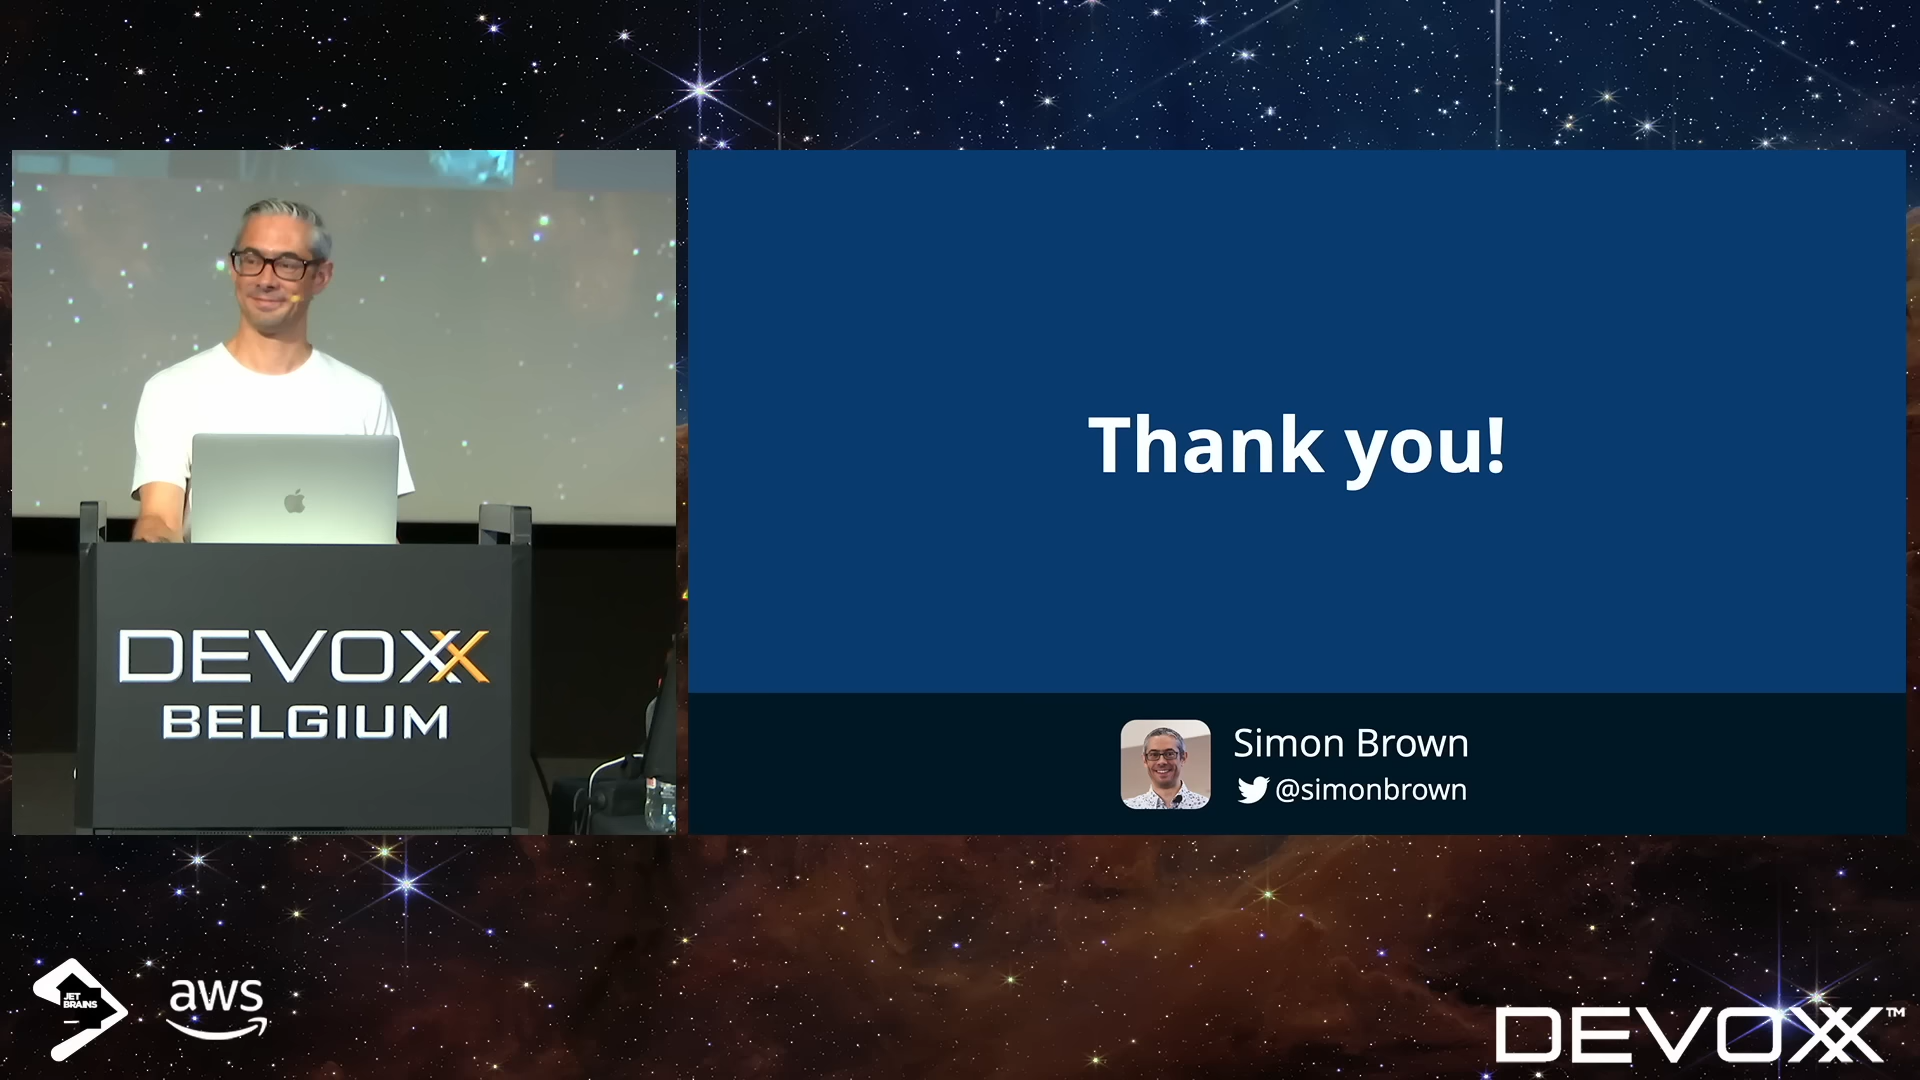 Thank you!
Simon Brown
@simonbrown
DEVOXX
BELGIUM
JET
BRAINS
aws
DEVOXX™